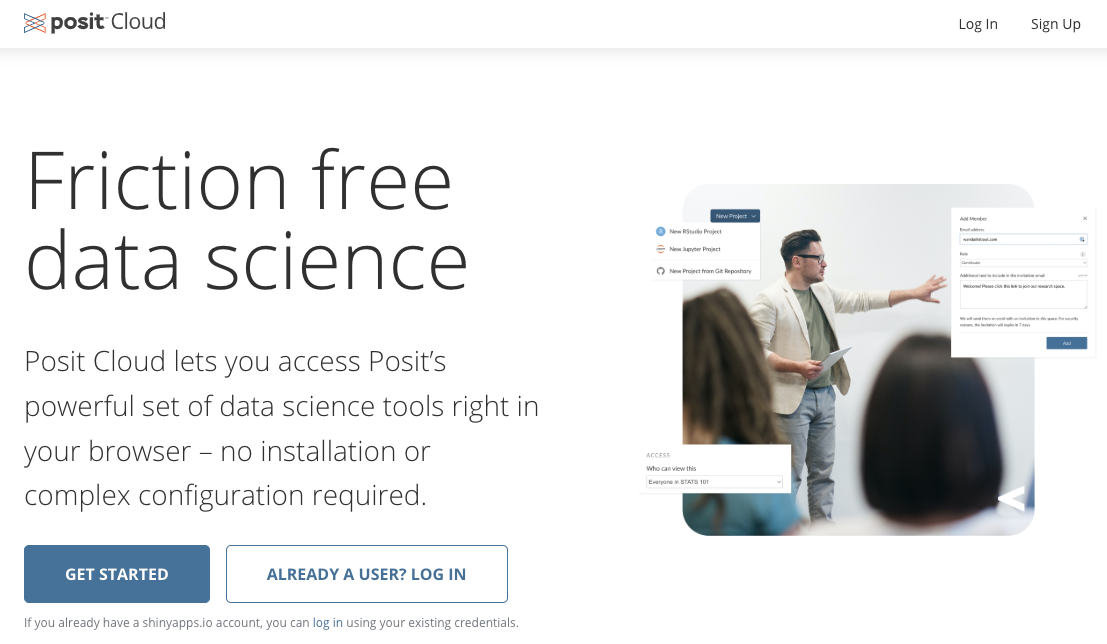 posit Cloud
Log In
Sign Up
Friction free
data science
Posit Cloud lets you access Posit’s
powerful set of data science tools right in
your browser – no installation or
complex configuration required.
GET STARTED
ALREADY A USER? LOG IN
If you already have a shinyapps.io account, you can log in using your existing credentials.
New Project
New RStudio Project
New Jupyter Project
New Project from Git Repository
Add Member
Email address
Role
Contributor
Additional text to include in the invitation email
Welcome! Please click this link to join our research space.
We will send them an email with an invitation to this space. For security
reasons, the invitation will expire in 7 days
Add
ACCESS
Who can view this
Everyone in STATS 101